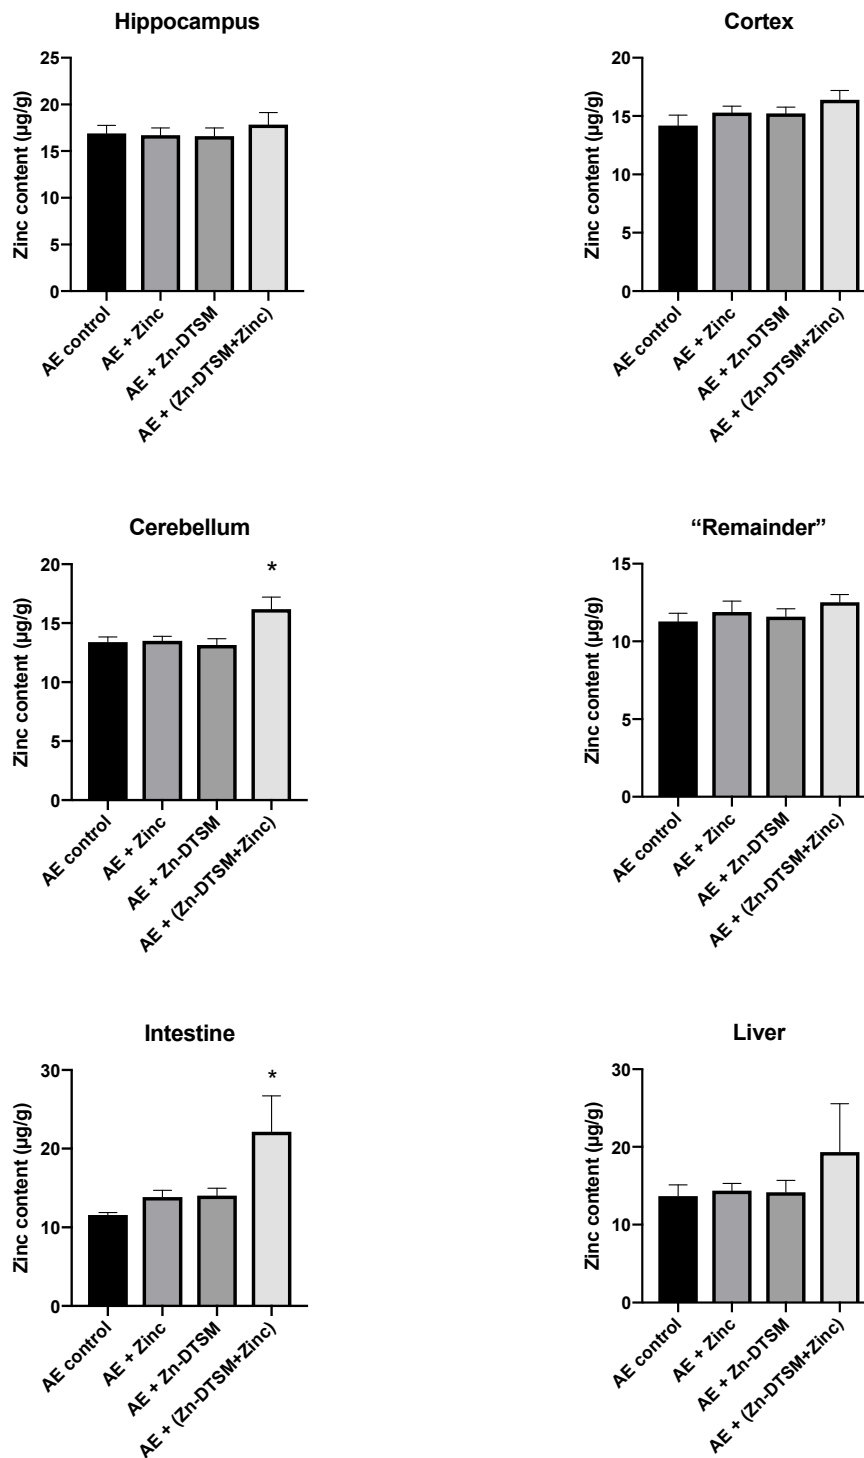 Hippocampus
Zinc content (µg/g)
25
20
15
10
5
0
AE control
AE + Zinc
AE + Zn-DTSM
AE + (Zn-DTSM+Zinc)
Cortex
Zinc content (µg/g)
20
15
10
5
0
AE control
AE + Zinc
AE + Zn-DTSM
AE + (Zn-DTSM+Zinc)
Cerebellum
Zinc content (µg/g)
20
15
10
5
0
*
AE control
AE + Zinc
AE + Zn-DTSM
AE + (Zn-DTSM+Zinc)
“Remainder”
Zinc content (µg/g)
15
10
5
0
AE control
AE + Zinc
AE + Zn-DTSM
AE + (Zn-DTSM+Zinc)
Intestine
Zinc content (µg/g)
30
20
10
0
*
AE control
AE + Zinc
AE + Zn-DTSM
AE + (Zn-DTSM+Zinc)
Liver
Zinc content (µg/g)
30
20
10
0
AE control
AE + Zinc
AE + Zn-DTSM
AE + (Zn-DTSM+Zinc)